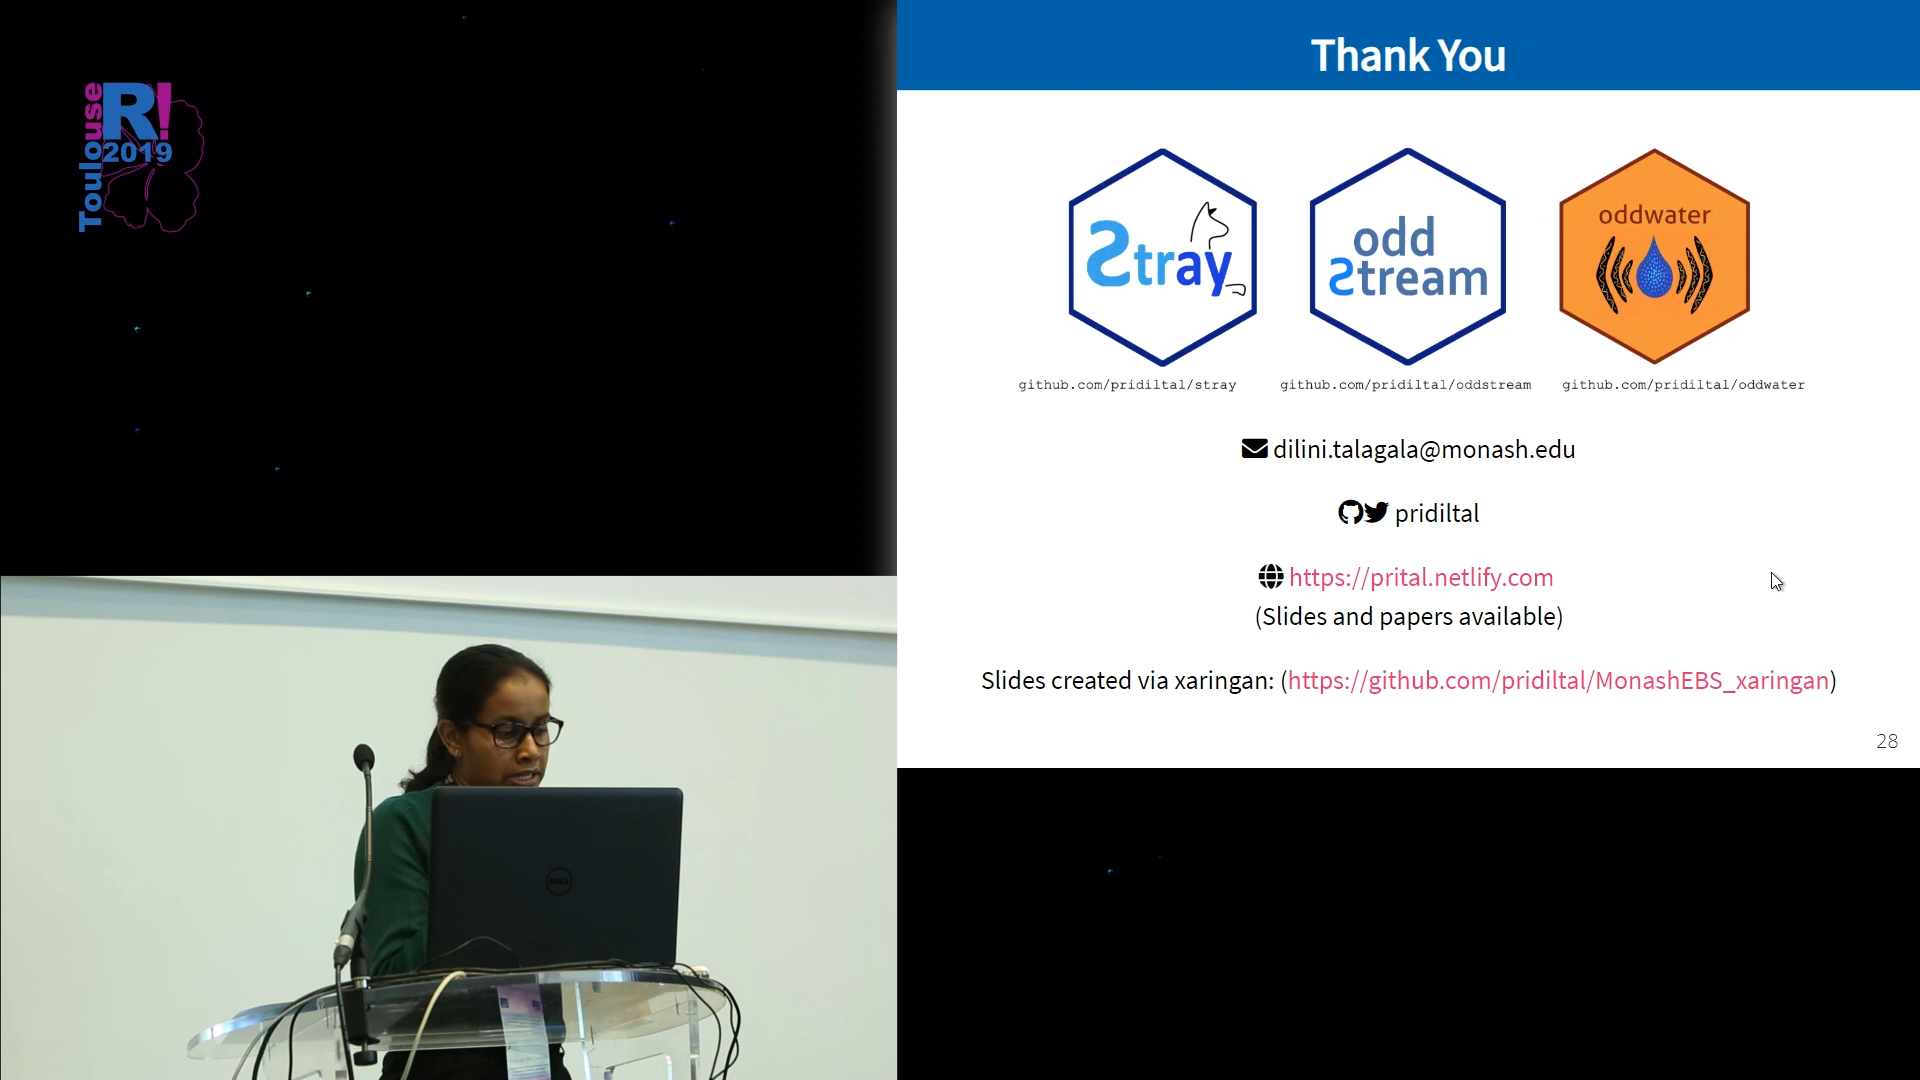 Toulouse
R!
2019
Thank You
Stray
odd
Stream
oddwater
github.com/pridiltal/stray
github.com/pridiltal/oddstream
github.com/pridiltal/oddwater
dilini.talagala@monash.edu
pridiltal
https://prital.netlify.com
(Slides and papers available)
Slides created via xaringan: (https://github.com/pridiltal/MonashEBS_xaringan)
28
DELL